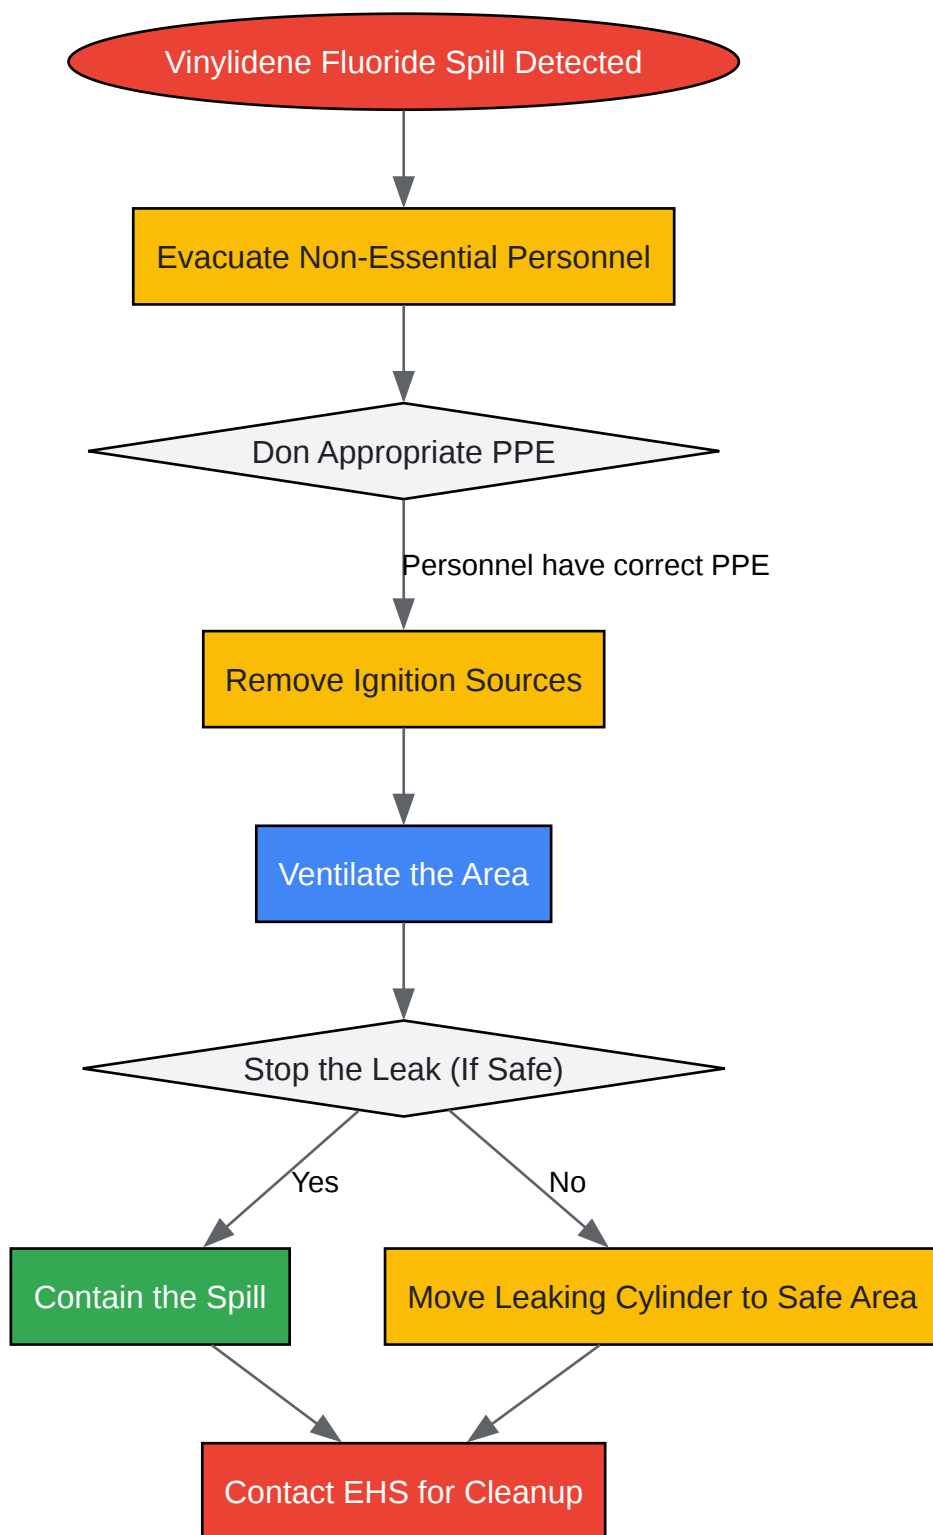 Vinylidene Fluoride Spill Detected
Evacuate Non-Essential Personnel
Don Appropriate PPE
Personnel have correct PPE
Remove Ignition Sources
Ventilate the Area
Stop the Leak (If Safe)
Yes
No
Contain the Spill
Move Leaking Cylinder to Safe Area
Contact EHS for Cleanup